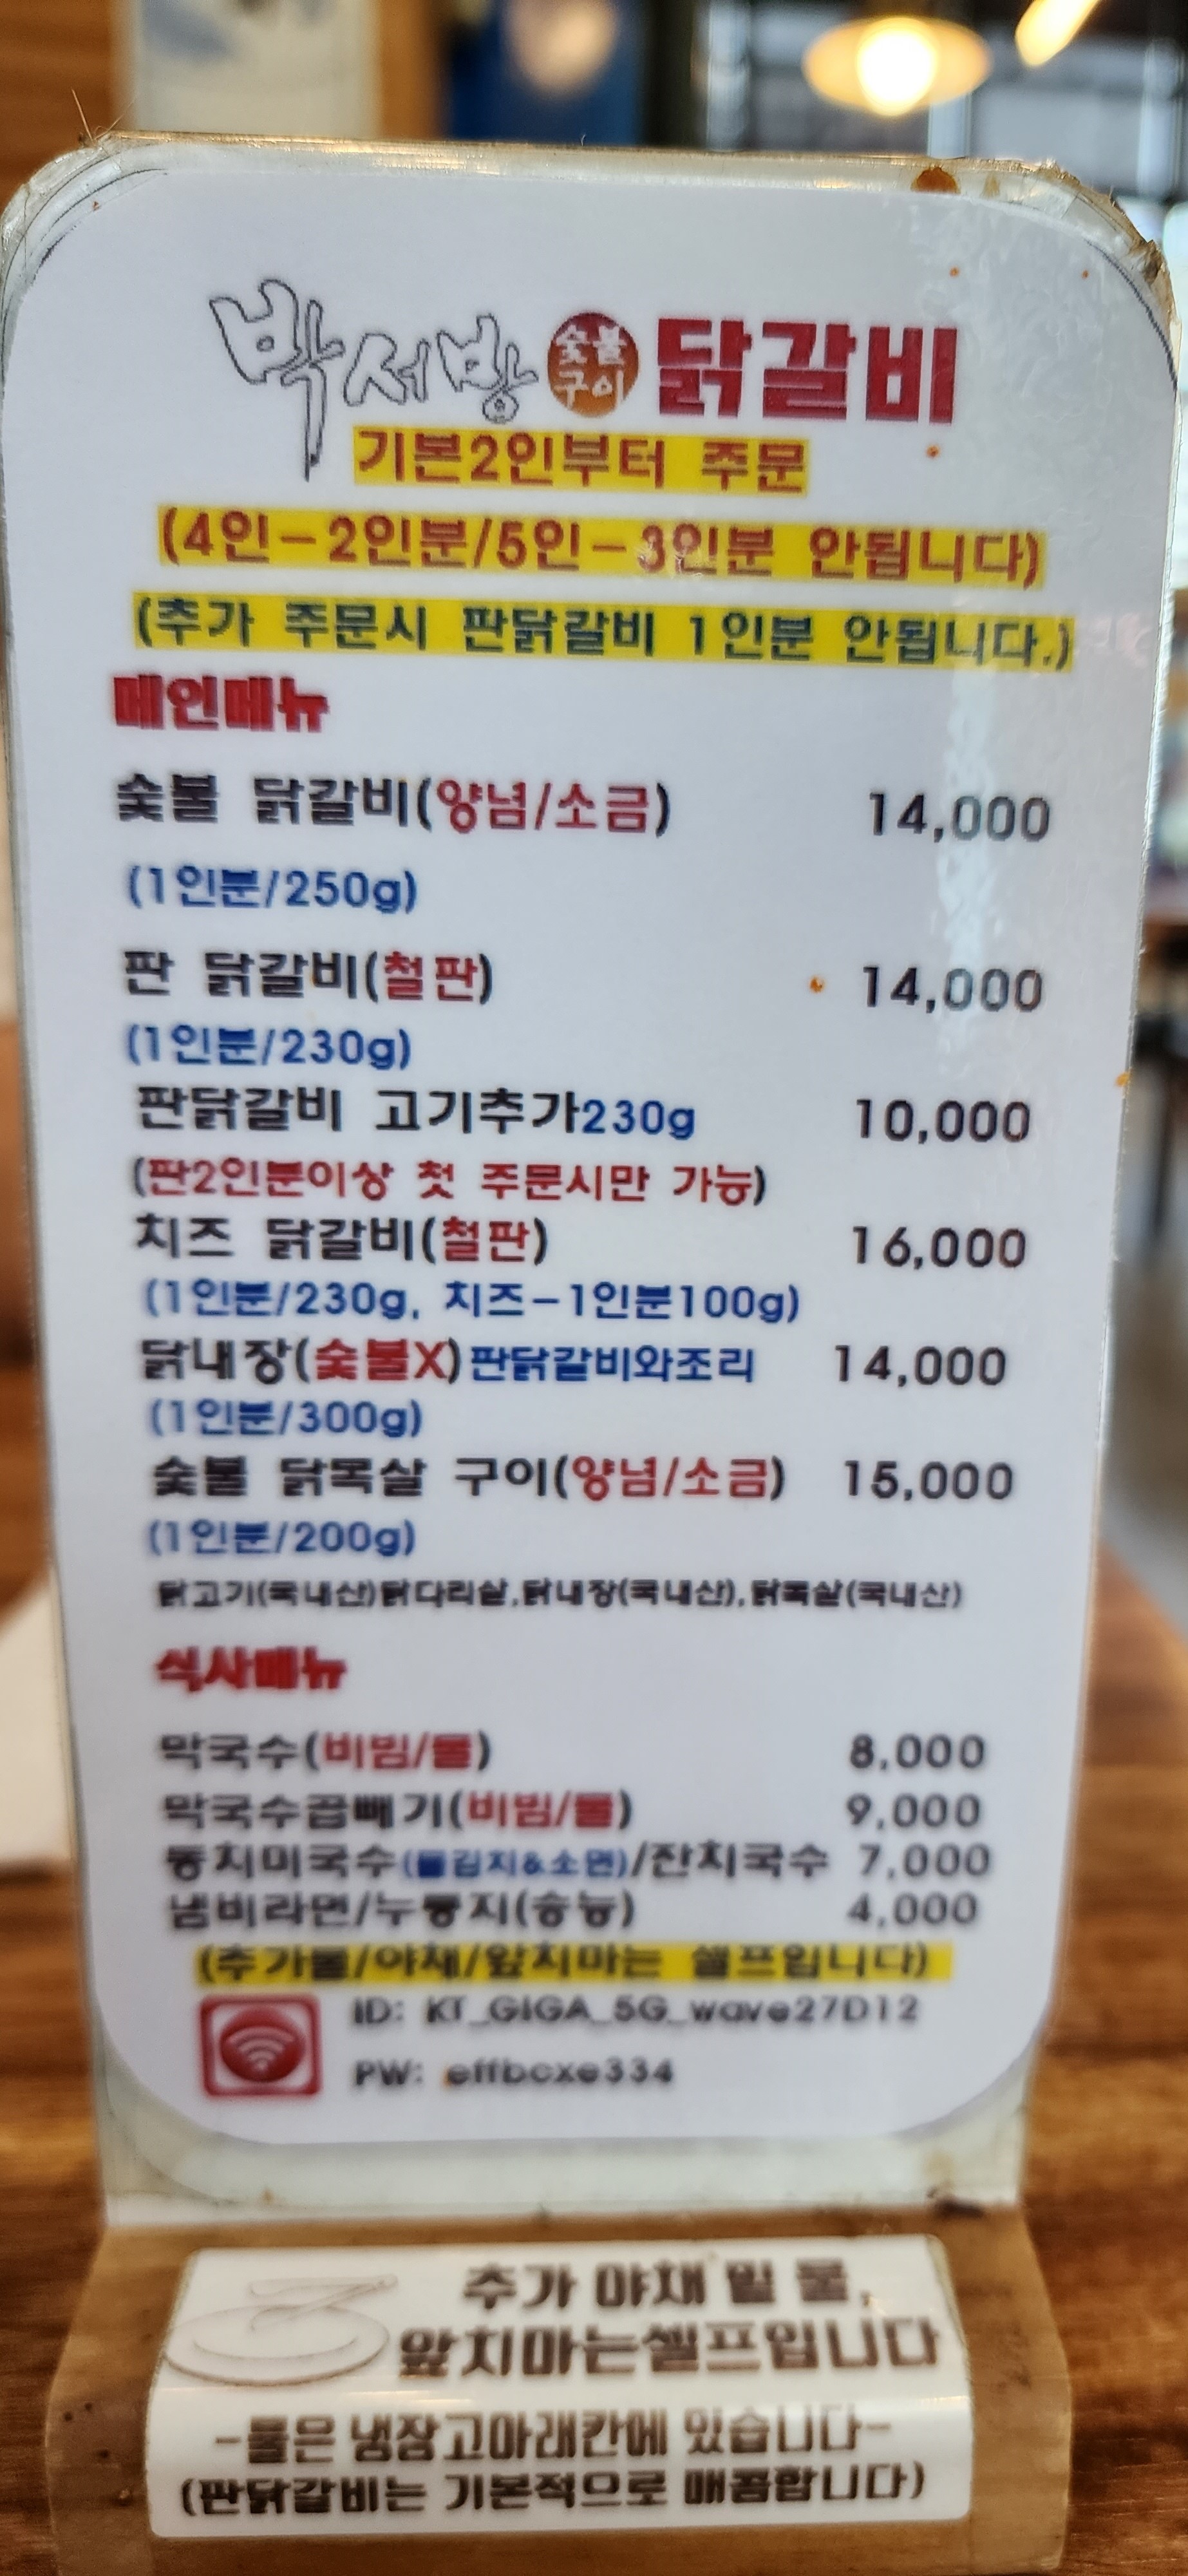 박서방 숯불구이 닭갈비
기본2인부터 주문
(4인-2인분/5인-3인분 안됩니다)
(추가 주문시 판닭갈비 1인분 안됩니다.)
메인메뉴
숯불 닭갈비(양념/소금) 14,000
(1인분/250g)
판 닭갈비(철판) 14,000
(1인분/230g)
판닭갈비 고기추가230g 10,000
(판2인분이상 첫 주문시만 가능)
치즈 닭갈비(철판) 16,000
(1인분/230g, 치즈-1인분100g)
닭내장(숯불X)판닭갈비와조리 14,000
(1인분/300g)
숯불 닭목살 구이(양념/소금) 15,000
(1인분/200g)
닭고기(국내산)닭다리살,닭내장(국내산),닭목살(국내산)
식사메뉴
막국수(비빔/물) 8,000
막국수곱빼기(비빔/물) 9,000
동치미국수(물김치&소면)/잔치국수 7,000
냄비라면/누룽지(숭늉) 4,000
(추가물/야채/앞치마는 셀프입니다)
ID: KT_GiGA_5G_wave27D12
PW: effbcxe334
추가 야채 및 물,
앞치마는셀프입니다
-물은 냉장고아래칸에 있습니다-
(판닭갈비는 기본적으로 매콤합니다)